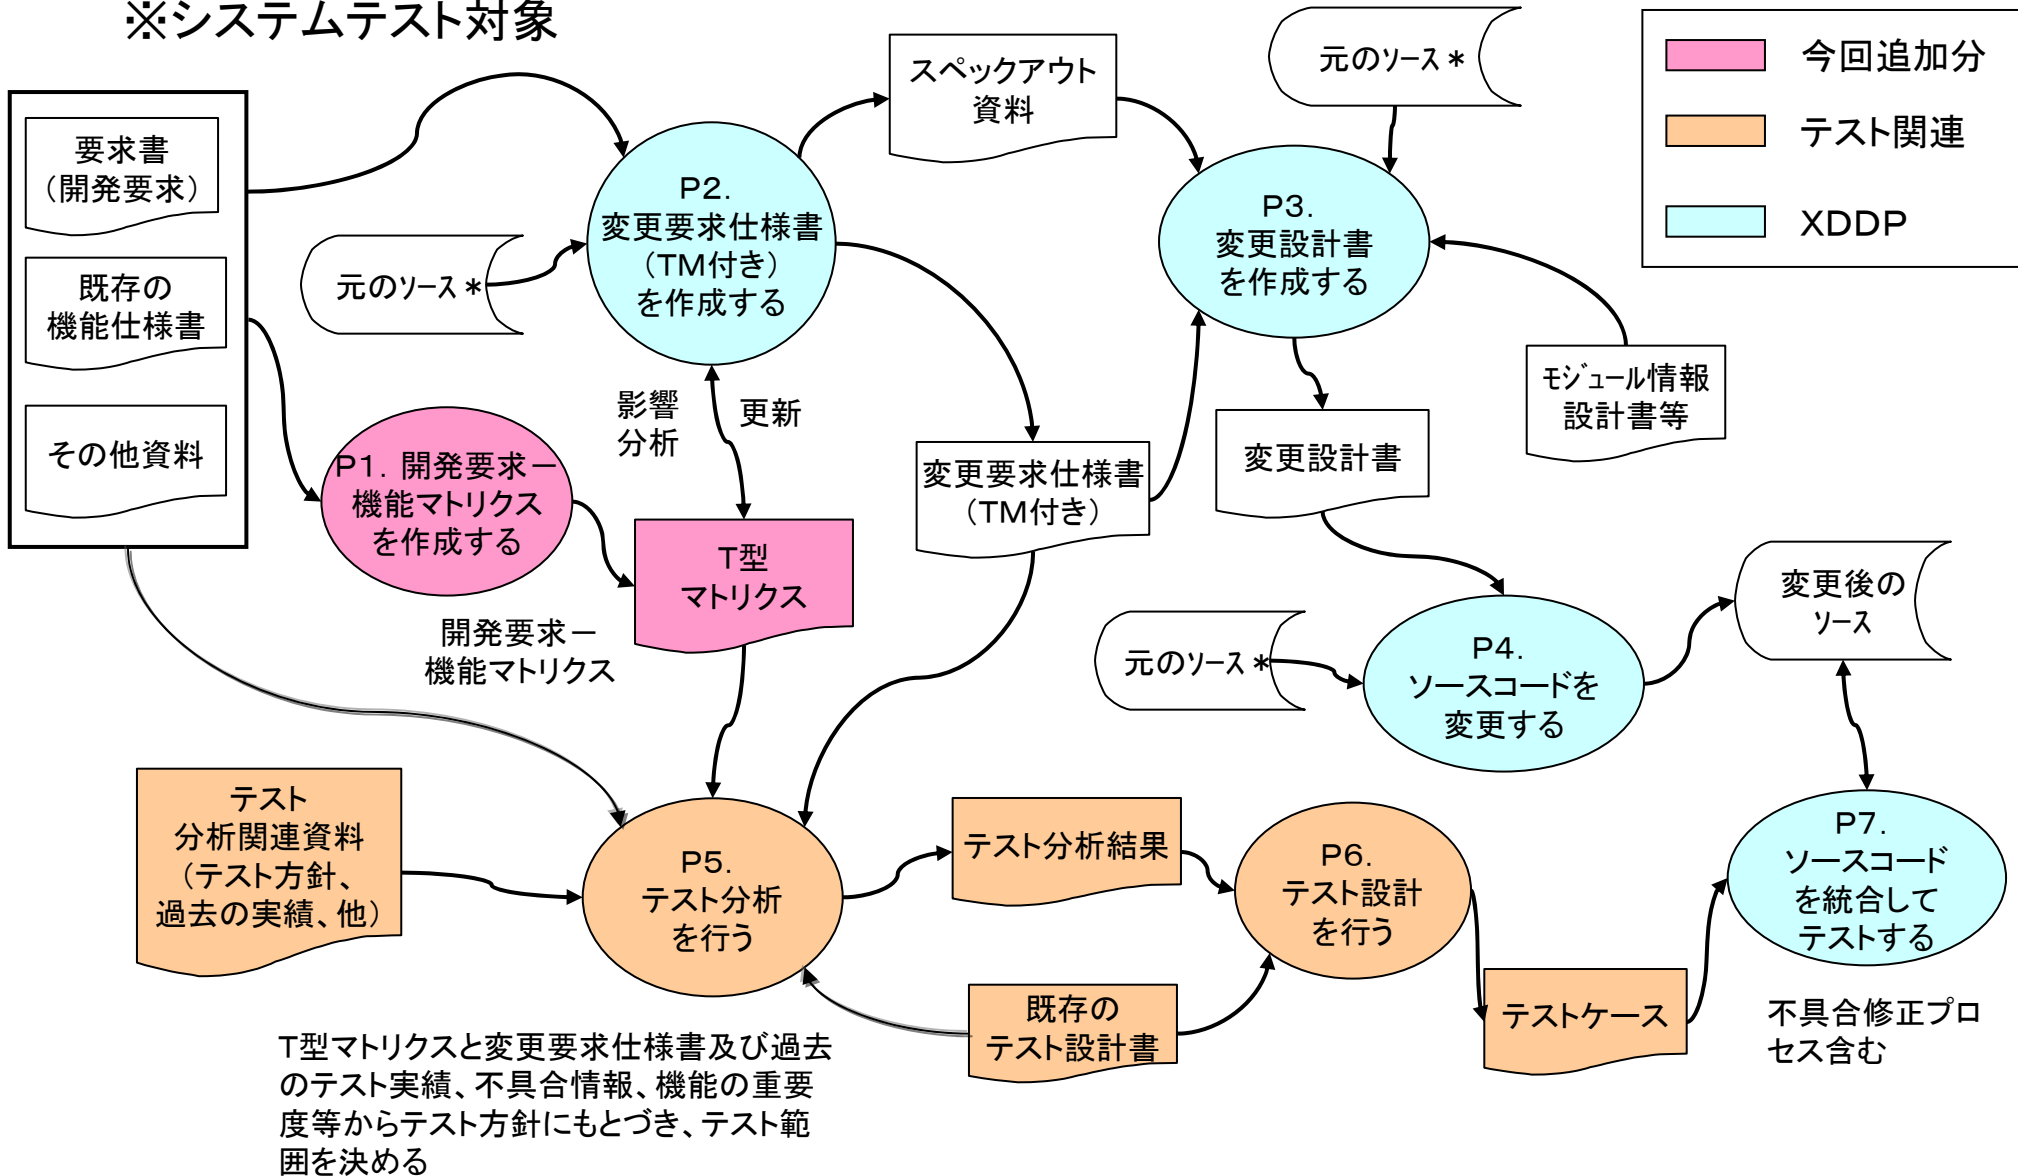 ※システムテスト対象
要求書
（開発要求）
既存の
機能仕様書
その他資料
元のソース＊
P1. 開発要求ー
機能マトリクス
を作成する
P2.
変更要求仕様書
（TM付き）
を作成する
影響
分析
更新
T型
マトリクス
開発要求ー
機能マトリクス
スペックアウト
資料
変更要求仕様書
（TM付き）
元のソース＊
P3.
変更設計書
を作成する
モジュール情報
設計書等
変更設計書
元のソース＊
P4.
ソースコードを
変更する
変更後の
ソース
テスト
分析関連資料
（テスト方針、
過去の実績、他）
P5.
テスト分析
を行う
テスト分析結果
既存の
テスト設計書
P6.
テスト設計
を行う
テストケース
P7.
ソースコード
を統合して
テストする
不具合修正プロ
セス含む
T型マトリクスと変更要求仕様書及び過去
のテスト実績、不具合情報、機能の重要
度等からテスト方針にもとづき、テスト範
囲を決める
今回追加分
テスト関連
XDDP